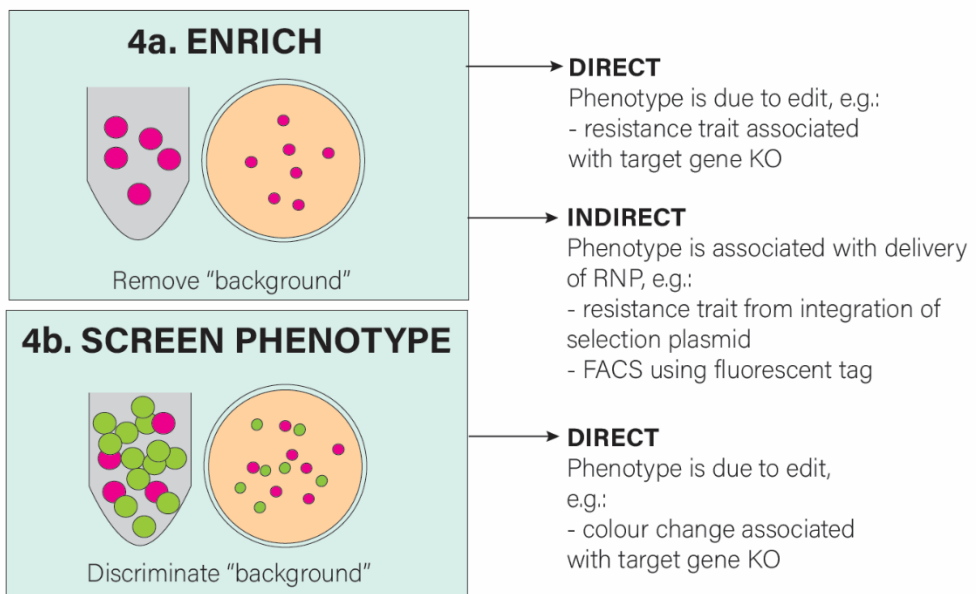 4a. ENRICH
Remove “background”
DIRECT
Phenotype is due to edit, e.g.:
- resistance trait associated
with target gene KO
INDIRECT
Phenotype is associated with delivery
of RNP, e.g.:
- resistance trait from integration of
selection plasmid
- FACS using fluorescent tag
4b. SCREEN PHENOTYPE
Discriminate “background”
DIRECT
Phenotype is due to edit,
e.g.:
- colour change associated
with target gene KO